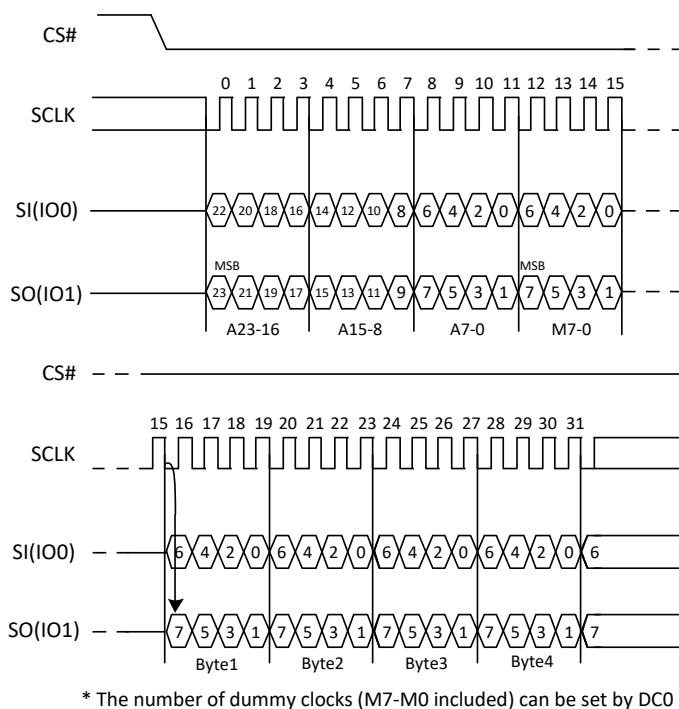 CS#
0 1 2 3 4 5 6 7 8 9 10 11 12 13 14 15
SCLK
SI(IO0) 22 20 18 16 14 12 10 8 6 4 2 0 6 4 2 0
MSB MSB
SO(IO1) 23 21 19 17 15 13 11 9 7 5 3 1 7 5 3 1
A23-16 A15-8 A7-0 M7-0
CS#
15 16 17 18 19 20 21 22 23 24 25 26 27 28 29 30 31
SCLK
SI(IO0) 6 4 2 0 6 4 2 0 6 4 2 0 6 4 2 0 6
SO(IO1) 7 5 3 1 7 5 3 1 7 5 3 1 7 5 3 1 7
Byte1 Byte2 Byte3 Byte4
* The number of dummy clocks (M7-M0 included) can be set by DC0